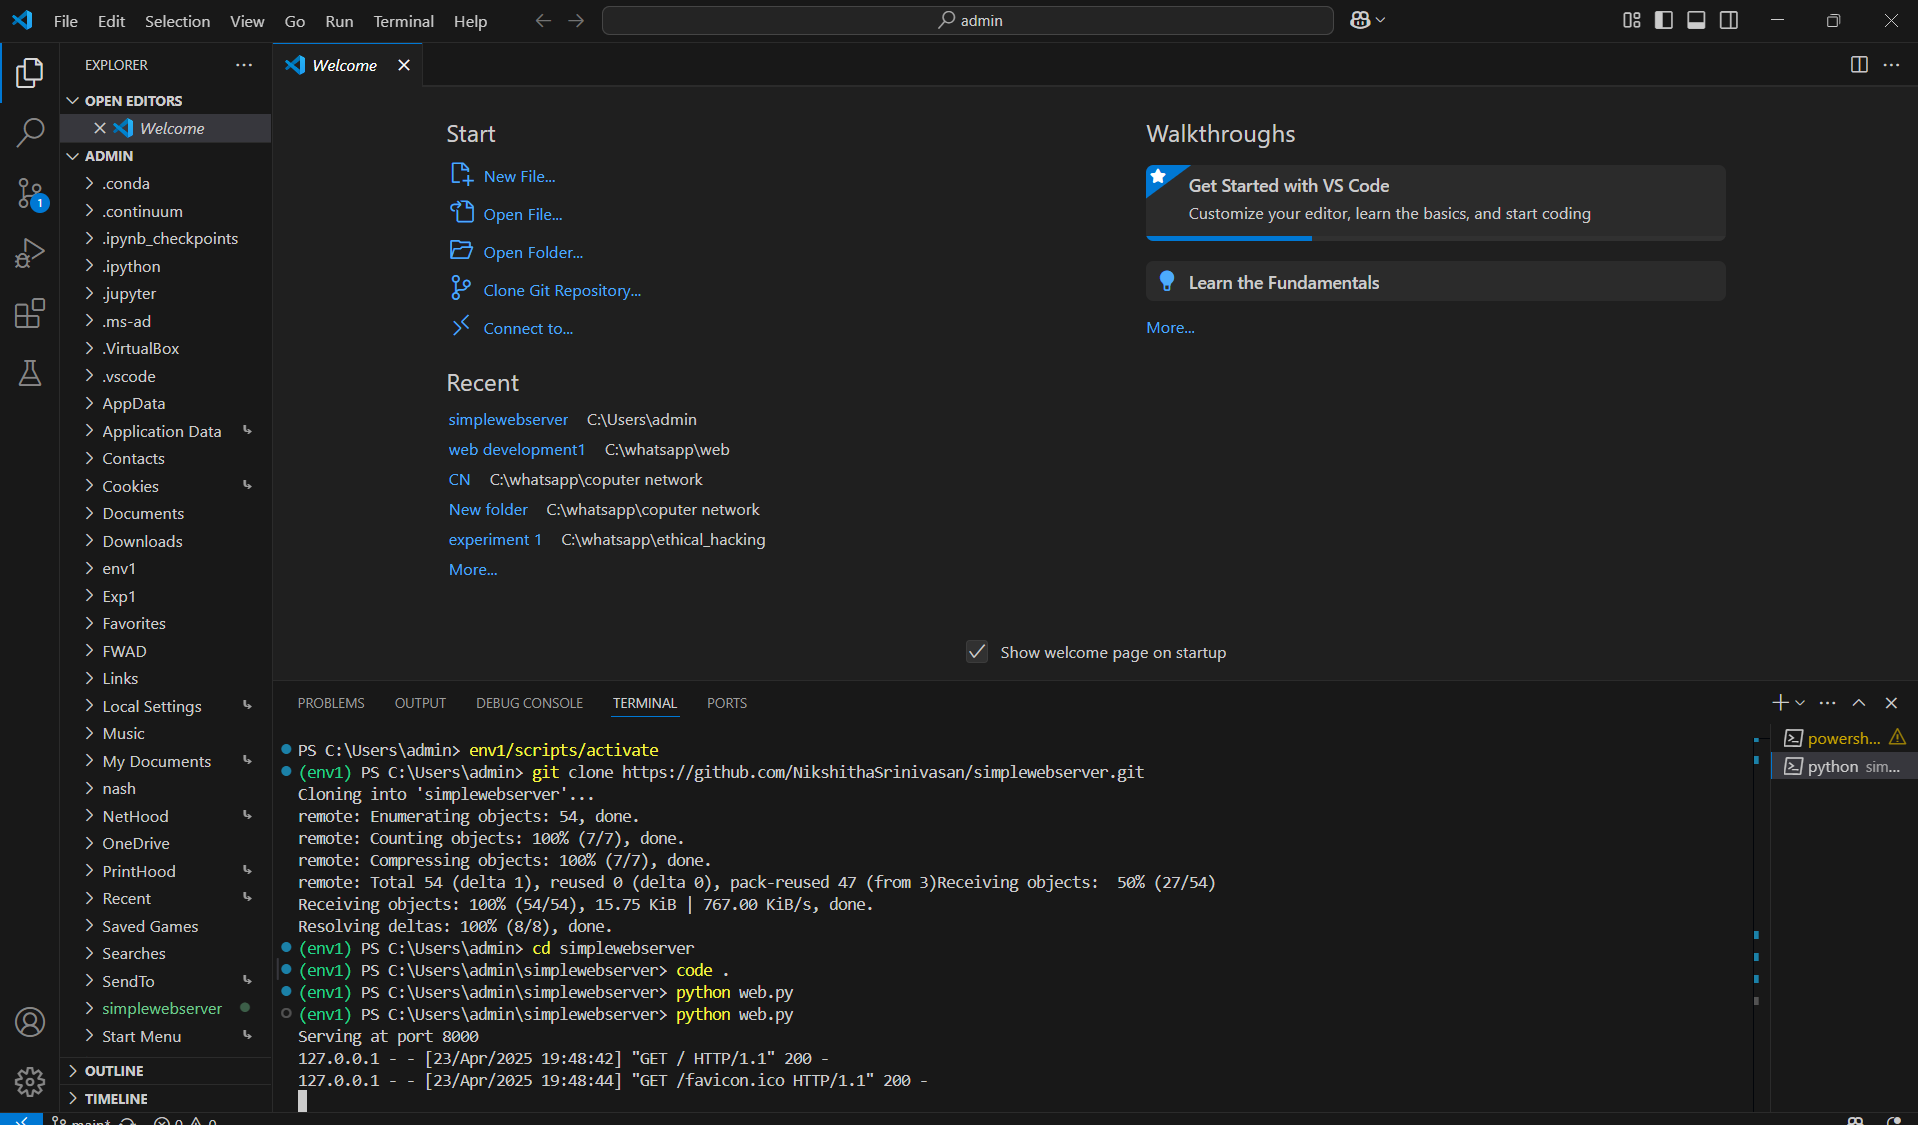 File Edit Selection View Go Run Terminal Help
admin
EXPLORER
OPEN EDITORS
Welcome
ADMIN
.conda
.continuum
.ipynb_checkpoints
.ipython
.jupyter
.ms-ad
.VirtualBox
.vscode
AppData
Application Data
Contacts
Cookies
Documents
Downloads
env1
Exp1
Favorites
FWAD
Links
Local Settings
Music
My Documents
nash
NetHood
OneDrive
PrintHood
Recent
Saved Games
Searches
SendTo
simplewebserver
Start Menu
OUTLINE
TIMELINE
1
Welcome
Start
New File...
Open File...
Open Folder...
Clone Git Repository...
Connect to...
Recent
simplewebserver C:\Users\admin
web development1 C:\whatsapp\web
CN C:\whatsapp\coputer network
New folder C:\whatsapp\coputer network
experiment 1 C:\whatsapp\ethical_hacking
More...
Walkthroughs
Get Started with VS Code
Customize your editor, learn the basics, and start coding
Learn the Fundamentals
More...
Show welcome page on startup
PROBLEMS OUTPUT DEBUG CONSOLE TERMINAL PORTS
PS C:\Users\admin> env1/scripts/activate
(env1) PS C:\Users\admin> git clone https://github.com/NikshithaSrinivasan/simplewebserver.git
Cloning into 'simplewebserver'...
remote: Enumerating objects: 54, done.
remote: Counting objects: 100% (7/7), done.
remote: Compressing objects: 100% (7/7), done.
remote: Total 54 (delta 1), reused 0 (delta 0), pack-reused 47 (from 3)Receiving objects:  50% (27/54)
Receiving objects: 100% (54/54), 15.75 KiB | 767.00 KiB/s, done.
Resolving deltas: 100% (8/8), done.
(env1) PS C:\Users\admin> cd simplewebserver
(env1) PS C:\Users\admin\simplewebserver> code .
(env1) PS C:\Users\admin\simplewebserver> python web.py
(env1) PS C:\Users\admin\simplewebserver> python web.py
Serving at port 8000
127.0.0.1 - - [23/Apr/2025 19:48:42] "GET / HTTP/1.1" 200 -
127.0.0.1 - - [23/Apr/2025 19:48:44] "GET /favicon.ico HTTP/1.1" 200 -
powersh...
python sim...
main* 0 0